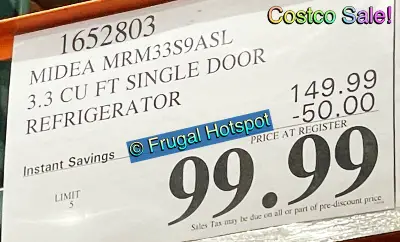 Costco Sale!
1652803
MIDEA MRM33S9ASL
3.3 CU FT SINGLE DOOR
REFRIGERATOR
149.99
Instant Savings -50.00
© Frugal Hotspot
PRICE AT REGISTER
99.99
LIMIT
5
Sales Tax may be due on all or part of pre-discount price